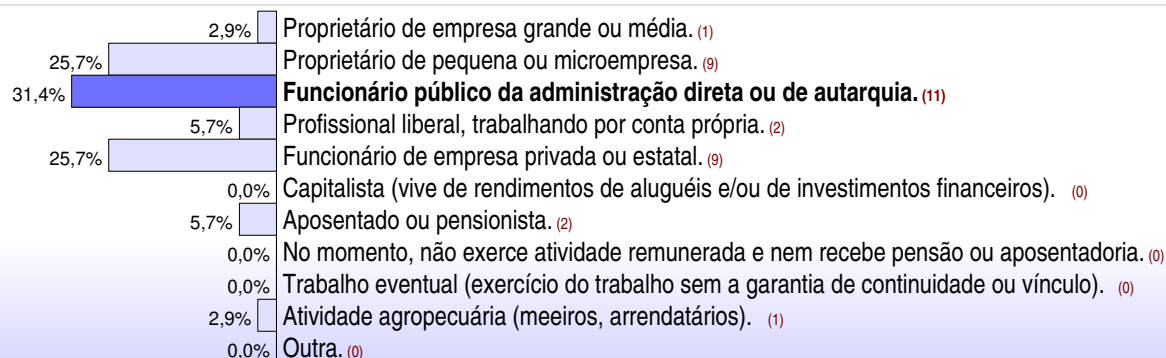 2,9% Proprietário de empresa grande ou média. (1)
25,7% Proprietário de pequena ou microempresa. (9)
31,4% Funcionário público da administração direta ou de autarquia. (11)
5,7% Profissional liberal, trabalhando por conta própria. (2)
25,7% Funcionário de empresa privada ou estatal. (9)
0,0% Capitalista (vive de rendimentos de aluguéis e/ou de investimentos financeiros). (0)
5,7% Aposentado ou pensionista. (2)
0,0% No momento, não exerce atividade remunerada e nem recebe pensão ou aposentadoria. (0)
0,0% Trabalho eventual (exercício do trabalho sem a garantia de continuidade ou vínculo). (0)
2,9% Atividade agropecuária (meeiros, arrendatários). (1)
0,0% Outra. (0)